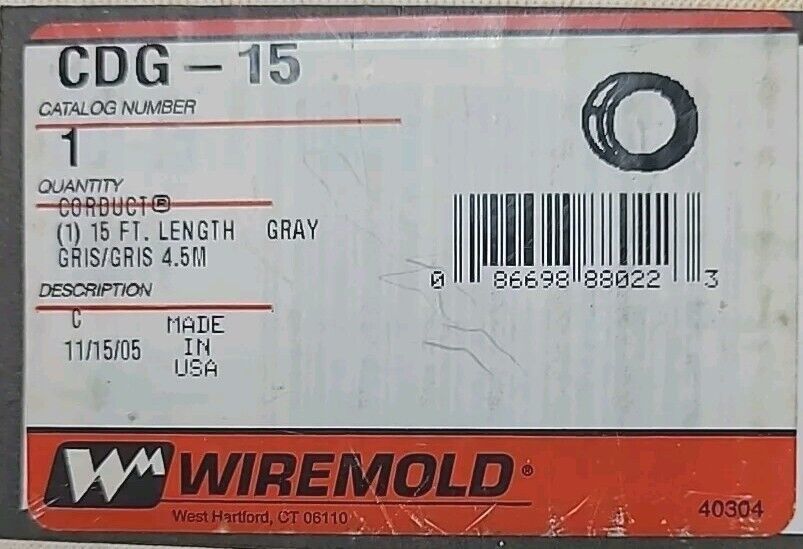 CDG - 15
CATALOG NUMBER
1
QUANTITY
CORDUCT®
(1) 15 FT. LENGTH GRAY
GRIS/GRIS 4.5M
DESCRIPTION
C
11/15/05
MADE
IN
USA
0 86698 88022 3
WM WIREMOLD®
West Hartford, CT 06110
40304